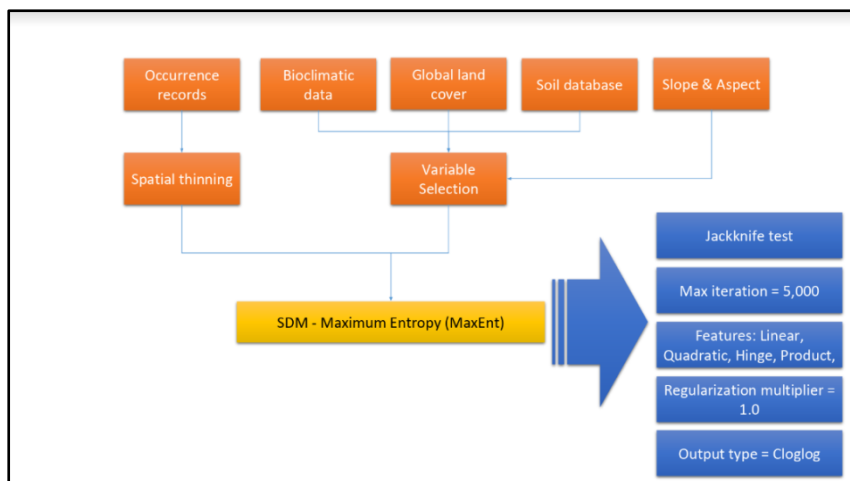 Occurrence
records
Bioclimatic
data
Global land
cover
Soil database
Slope & Aspect
Spatial thinning
Variable
Selection
Jackknife test
Max iteration = 5,000
SDM - Maximum Entropy (MaxEnt)
Features: Linear,
Quadratic, Hinge, Product,
Regularization multiplier =
1.0
Output type = Cloglog